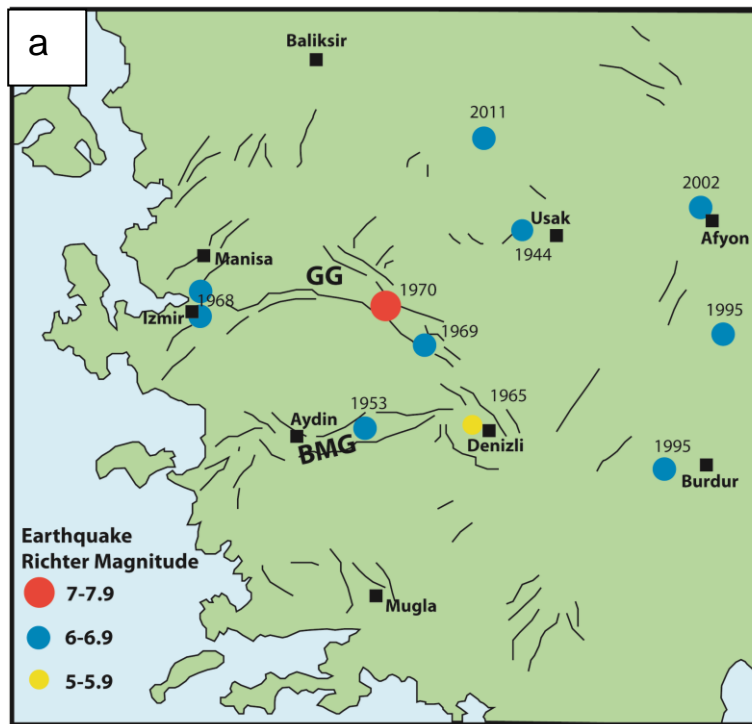 a
Baliksir
2011
2002
Usak
Afyon
1944
Manisa
GG
1970
1968
Izmir
1995
1969
1965
1953
Aydin
Denizli
BMG
1995
Burdur
Earthquake
Richter Magnitude
7-7.9
6-6.9
5-5.9
Mugla